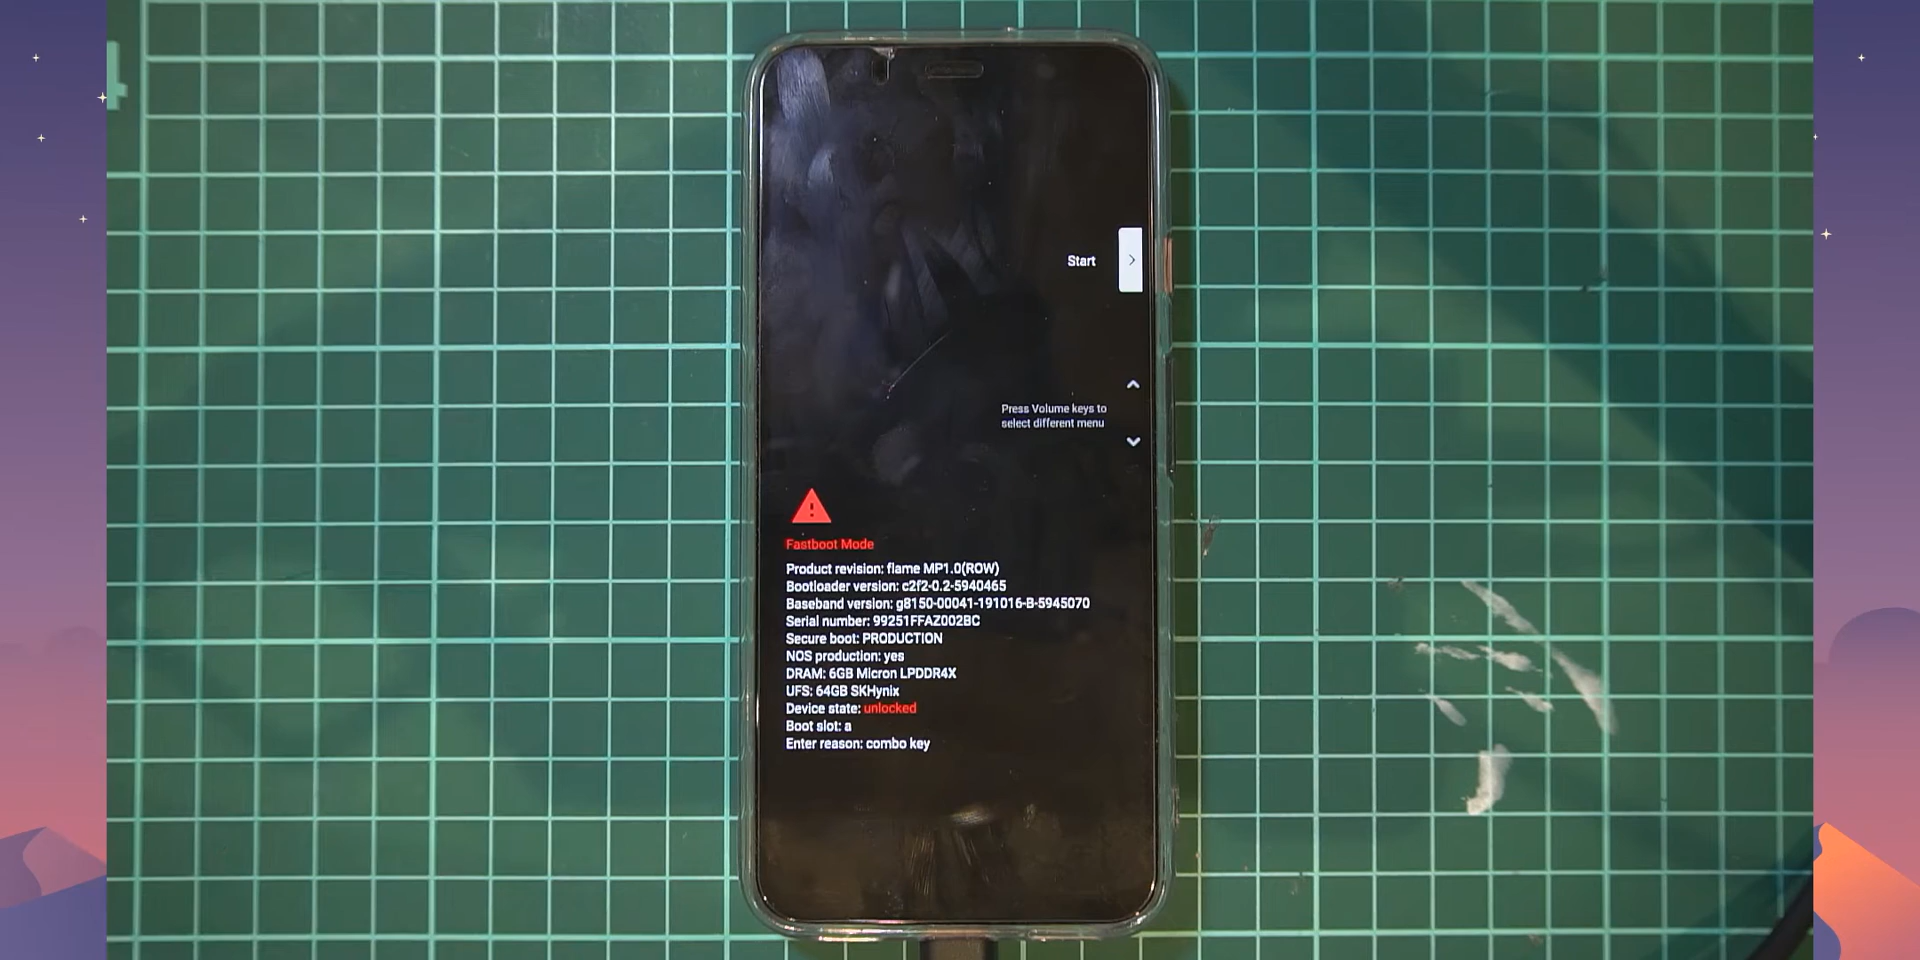 Start
Press Volume keys to
select different menu
Fastboot Mode
Product revision: flame MP1.0(ROW)
Bootloader version: c2f2-0.2-5940465
Baseband version: g8150-00041-191016-B-5945070
Serial number: 99251FFAZ002BC
Secure boot: PRODUCTION
NOS production: yes
DRAM: 6GB Micron LPDDR4X
UFS: 64GB SKHynix
Device state: unlocked
Boot slot: a
Enter reason: combo key